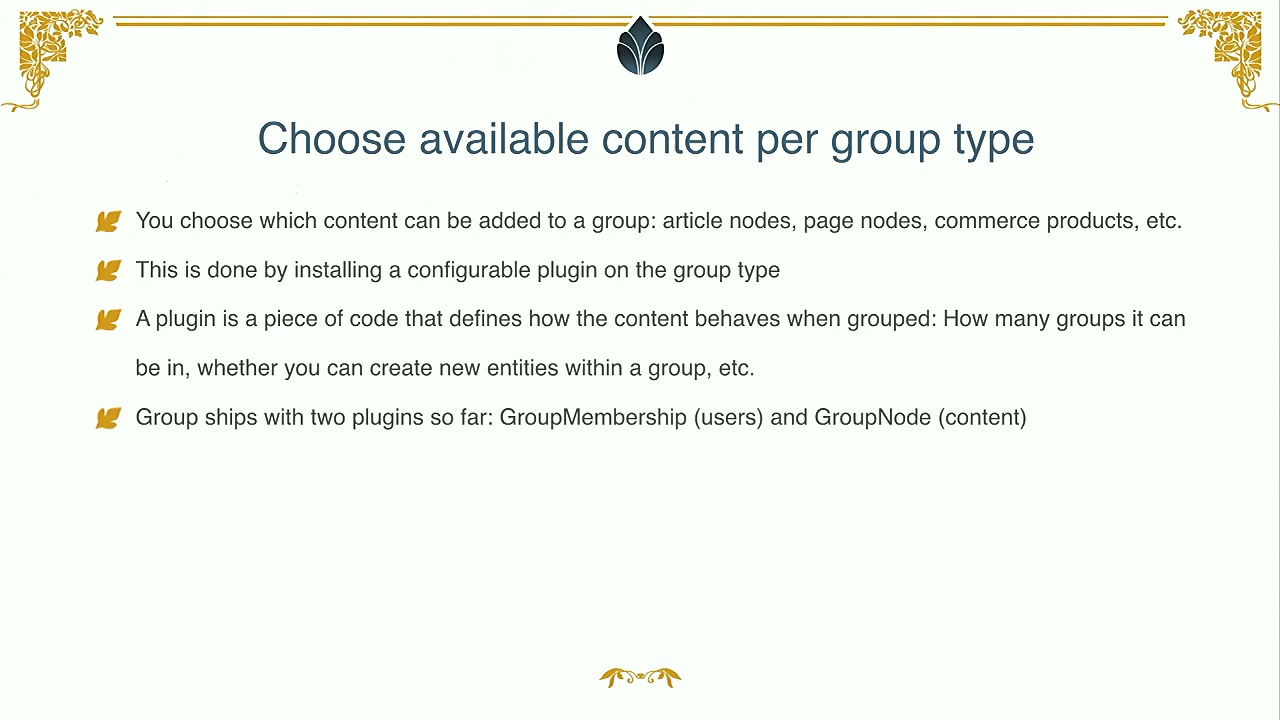 Choose available content per group type
You choose which content can be added to a group: article nodes, page nodes, commerce products, etc.
This is done by installing a configurable plugin on the group type
A plugin is a piece of code that defines how the content behaves when grouped: How many groups it can
be in, whether you can create new entities within a group, etc.
Group ships with two plugins so far: GroupMembership (users) and GroupNode (content)